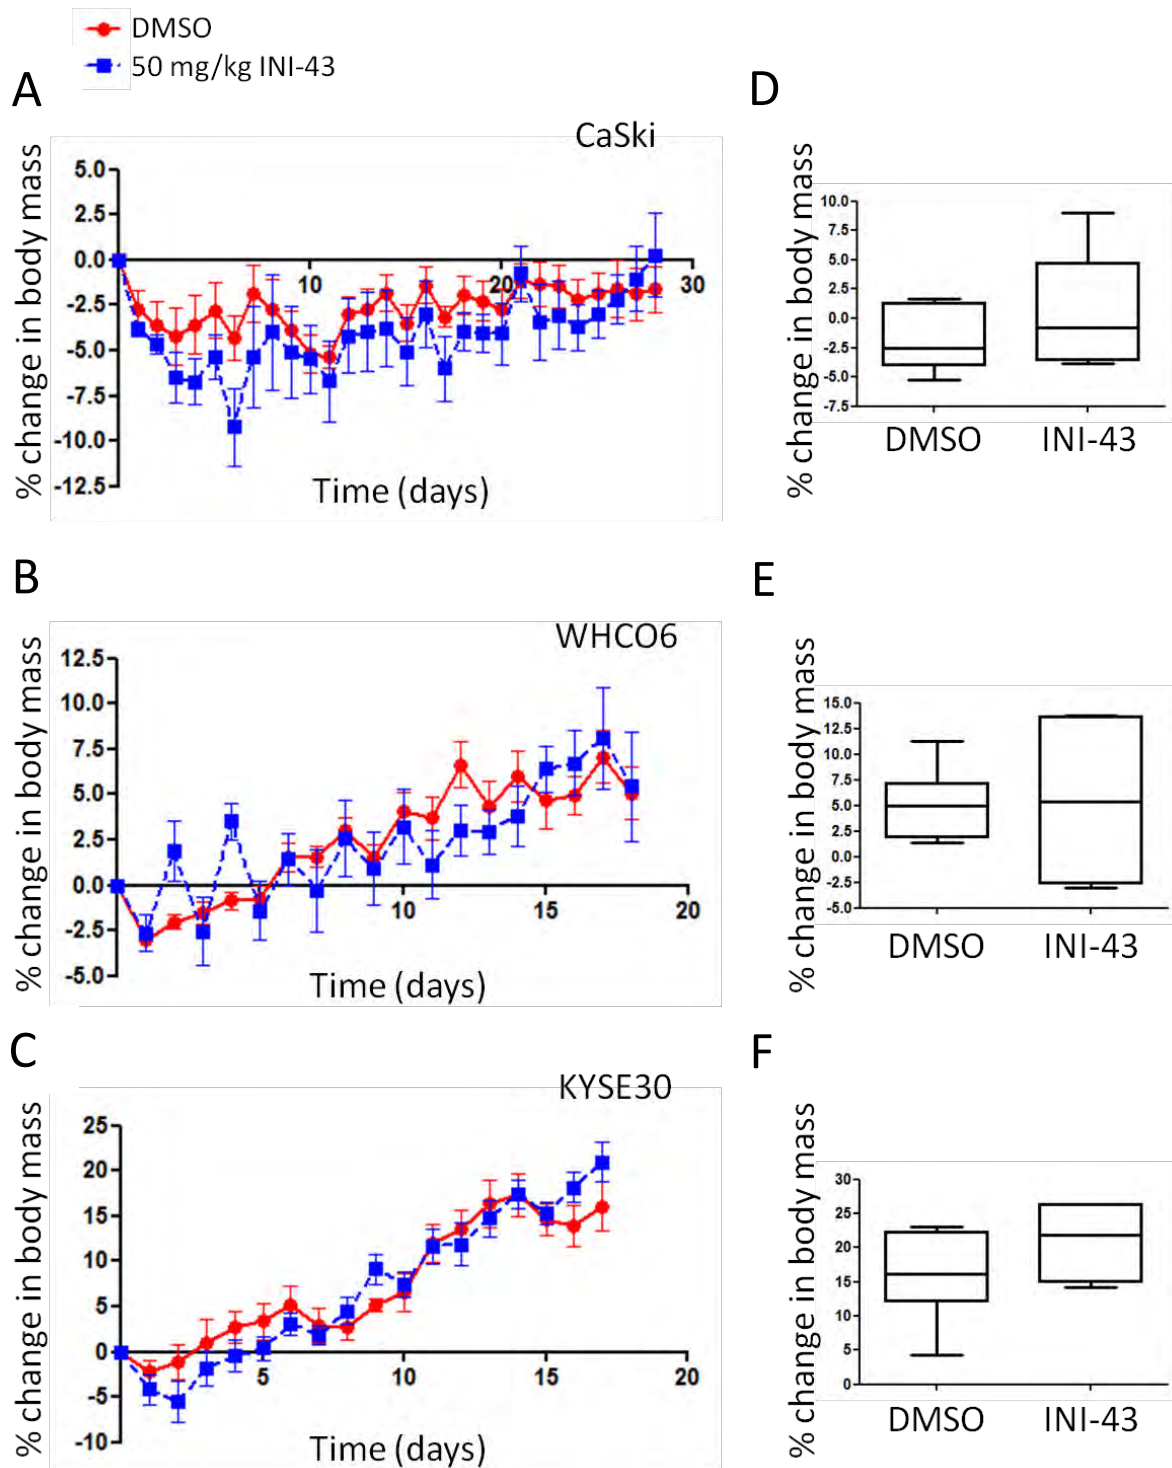 DMSO
50 mg/kg INI-43
A
CaSki
% change in body mass
5.0
2.5
0.0
-2.5
-5.0
-7.5
-10.0
-12.5
10
20
30
Time (days)
D
% change in body mass
10.0
7.5
5.0
2.5
0.0
-2.5
-5.0
-7.5
DMSO
INI-43
B
WHCO6
% change in body mass
12.5
10.0
7.5
5.0
2.5
0.0
-2.5
-5.0
10
15
20
Time (days)
E
% change in body mass
15.0
12.5
10.0
7.5
5.0
2.5
0.0
-2.5
-5.0
DMSO
INI-43
C
KYSE30
% change in body mass
25
20
15
10
5
0
-5
-10
5
10
15
20
Time (days)
F
% change in body mass
30
25
20
15
10
5
0
DMSO
INI-43